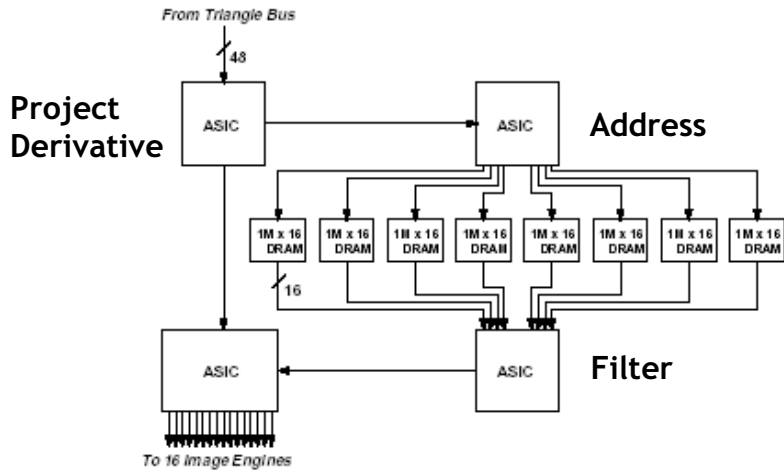 From Triangle Bus
48
Project
Derivative
ASIC
ASIC
Address
1M x 16
DRAM
1M x 16
DRAM
1M x 16
DRAM
1M x 16
DRAM
1M x 16
DRAM
1M x 16
DRAM
1M x 16
DRAM
1M x 16
DRAM
16
ASIC
ASIC
Filter
To 16 Image Engines